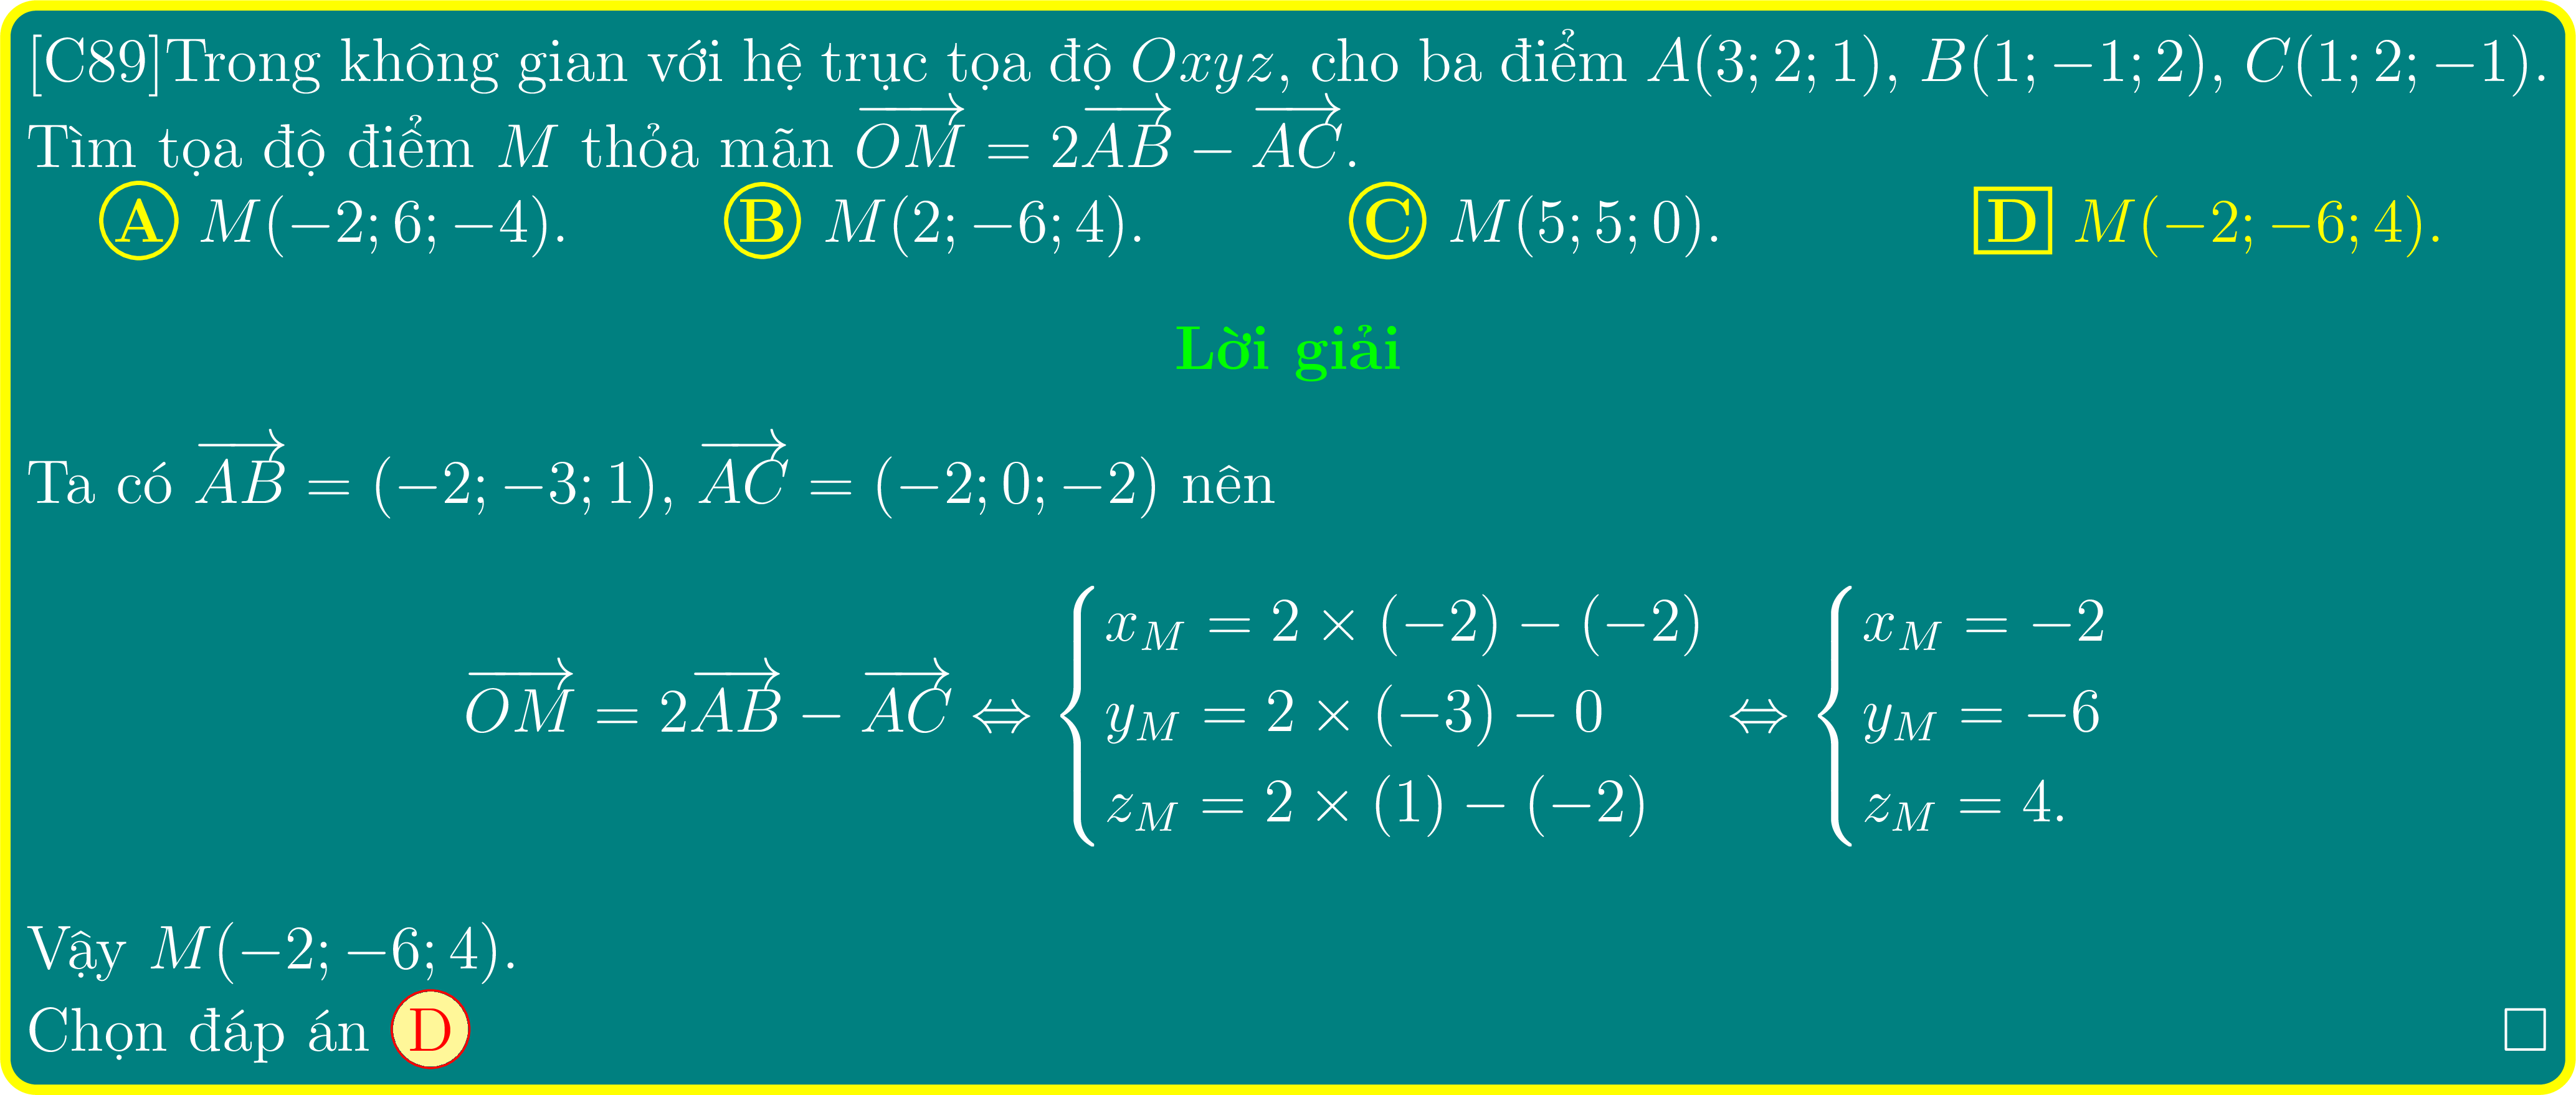 [C89]Trong không gian với hệ trục tọa độ Oxyz, cho ba điểm A(3; 2; 1), B(1; −1; 2), C(1; 2; −1).
Tìm tọa độ điểm M thỏa mãn $\overrightarrow{OM} = 2\overrightarrow{AB} - \overrightarrow{AC}$.
A M(−2; 6; −4). B M(2; −6; 4). C M(5; 5; 0). D M(−2; −6; 4).
Lời giải
Ta có $\overrightarrow{AB} = (-2; -3; 1)$, $\overrightarrow{AC} = (-2; 0; -2)$ nên
$\overrightarrow{OM} = 2\overrightarrow{AB} - \overrightarrow{AC} \Leftrightarrow \begin{cases} x_M = 2 \times (-2) - (-2) \\ y_M = 2 \times (-3) - 0 \\ z_M = 2 \times (1) - (-2) \end{cases} \Leftrightarrow \begin{cases} x_M = -2 \\ y_M = -6 \\ z_M = 4. \end{cases}$
Vậy M(−2; −6; 4).
Chọn đáp án D □